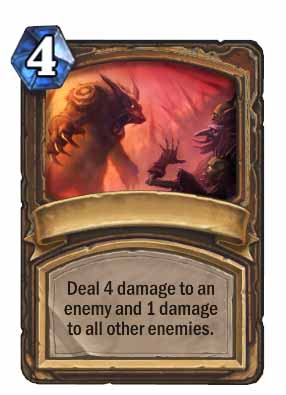 4
Deal 4 damage to an
enemy and 1 damage
to all other enemies.